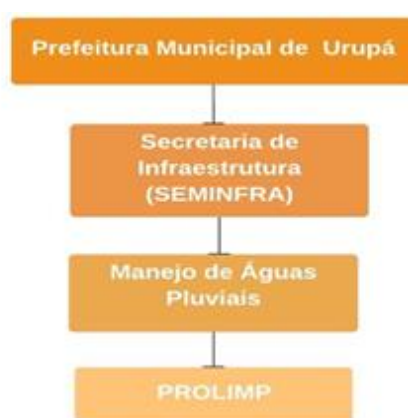 Prefeitura Municipal de Urupá
Secretaria de
Infraestrutura
(SEMINFRA)
Manejo de Águas
Pluviais
PROLIMP